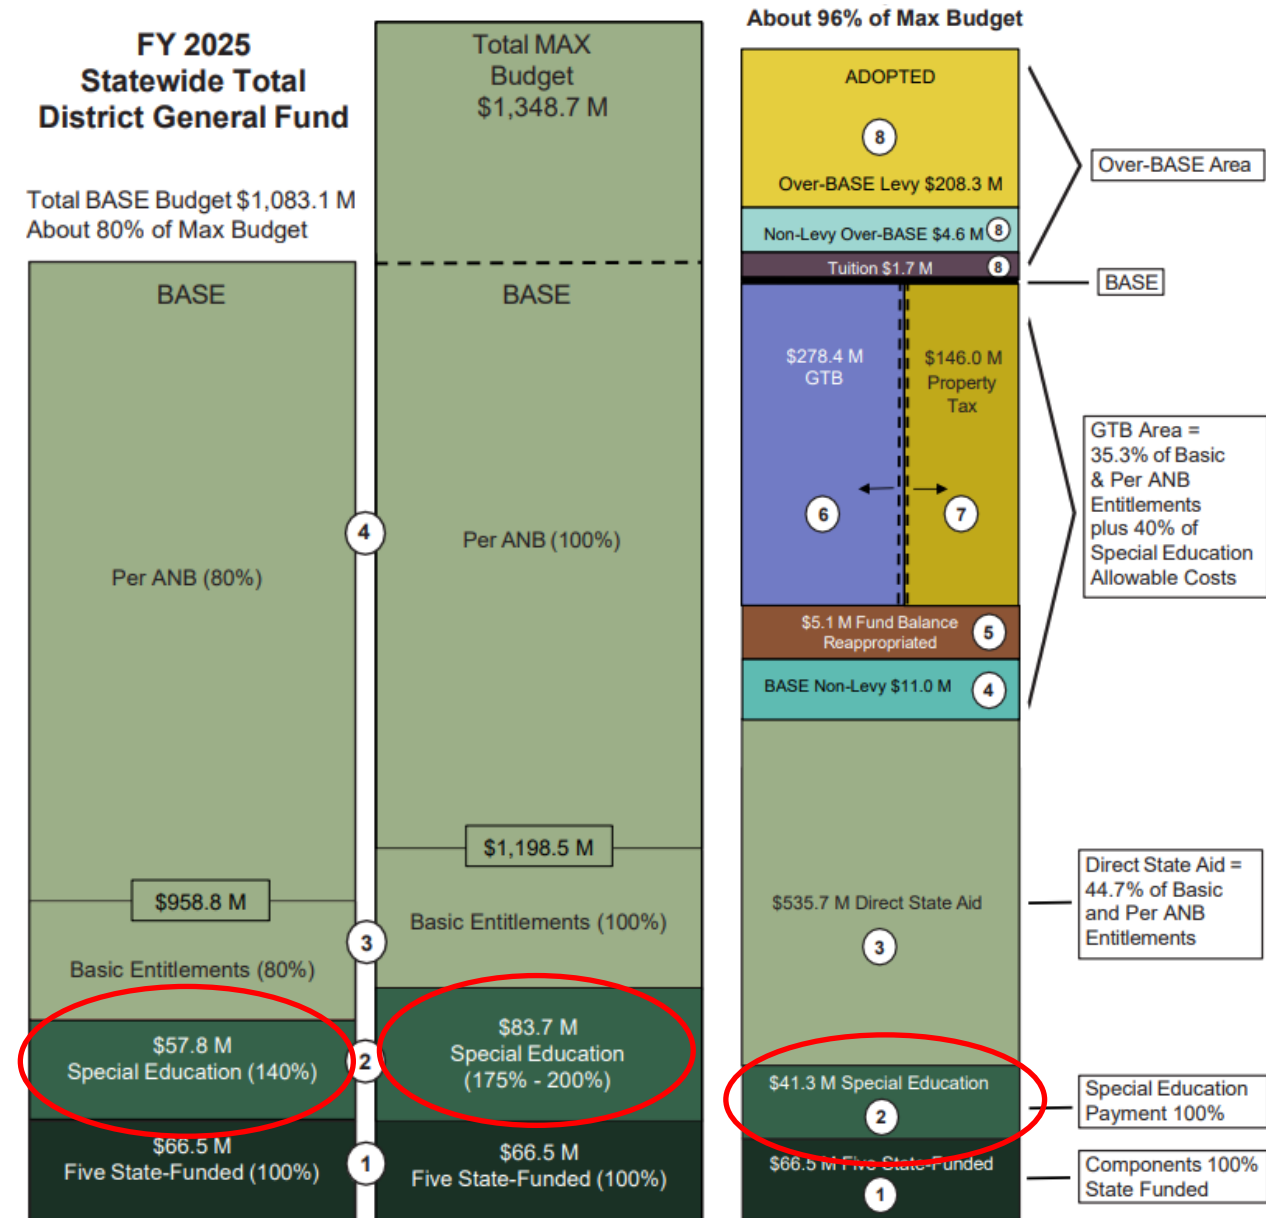 FY 2025
Statewide Total
District General Fund
Total BASE Budget $1,083.1 M
About 80% of Max Budget
BASE
Per ANB (80%)
$958.8 M
Basic Entitlements (80%)
$57.8 M
Special Education (140%)
$66.5 M
Five State-Funded (100%)
4
3
2
1
Total MAX
Budget
$1,348.7 M
BASE
Per ANB (100%)
$1,198.5 M
Basic Entitlements (100%)
$83.7 M
Special Education
(175% - 200%)
$66.5 M
Five State-Funded (100%)
About 96% of Max Budget
ADOPTED
8
Over-BASE Levy $208.3 M
Non-Levy Over-BASE $4.6 M 8
Tuition $1.7 M 8
$278.4 M
GTB
6
$146.0 M
Property
Tax
7
$5.1 M Fund Balance
Reappropriated
5
BASE Non-Levy $11.0 M 4
$535.7 M Direct State Aid
3
$41.3 M Special Education
2
$66.5 M Five State-Funded
1
Over-BASE Area
BASE
GTB Area =
35.3% of Basic
& Per ANB
Entitlements
plus 40% of
Special Education
Allowable Costs
Direct State Aid =
44.7% of Basic
and Per ANB
Entitlements
Special Education
Payment 100%
Components 100%
State Funded